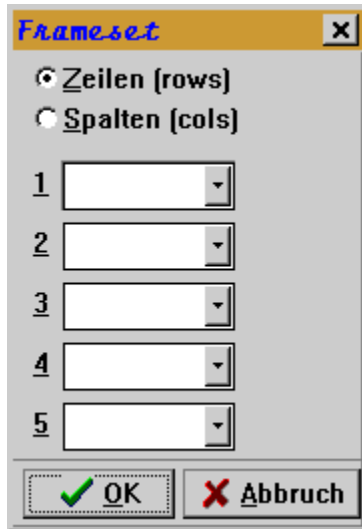 Frameset
Zeilen (rows)
Spalten (cols)
1
2
3
4
5
OK
Abbruch